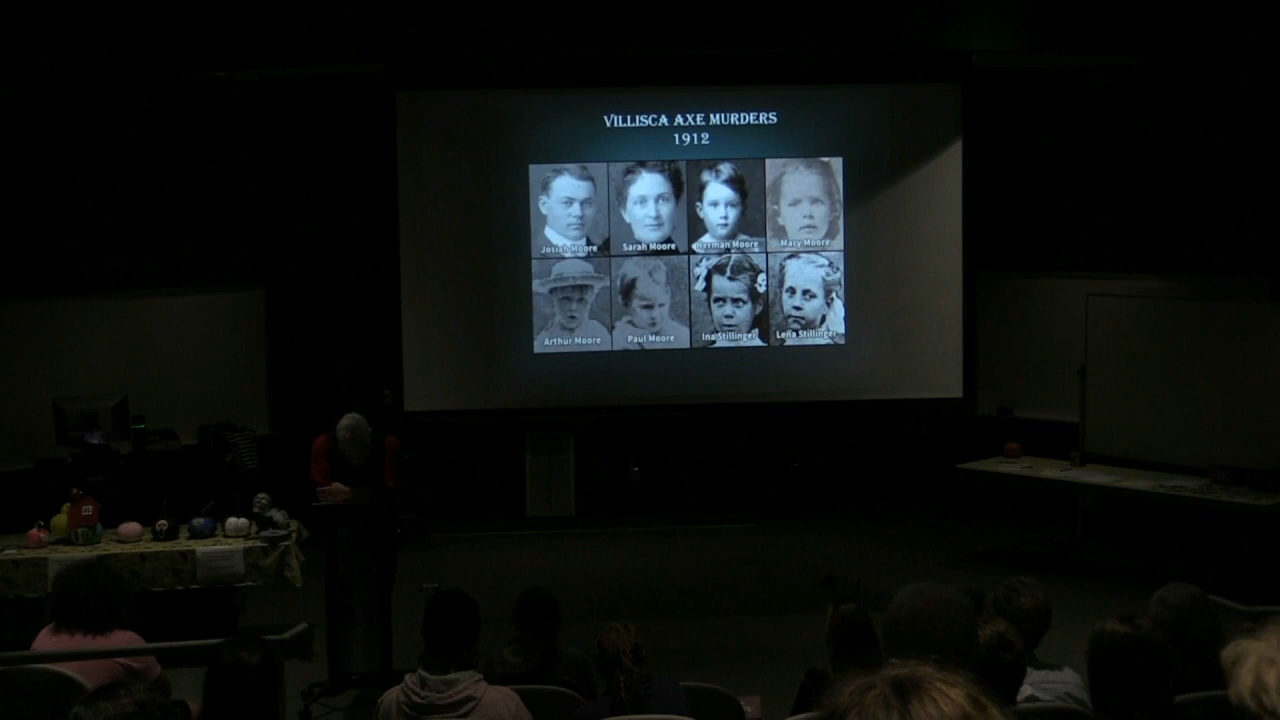 VILLISCA AXE MURDERS
1912
Josiah Moore
Sarah Moore
Herman Moore
Mary Moore
Arthur Moore
Paul Moore
Ina Stillinger
Lena Stillinger